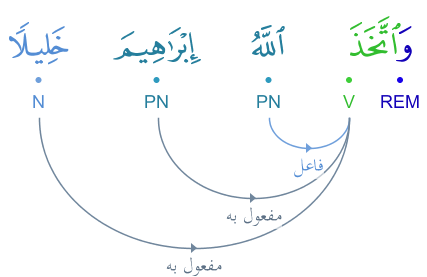 وَٱتَّخَذَ ٱللَّهُ إِبْرَٰهِيمَ خَلِيلًا
REM V PN PN N
فاعل
مفعول به
مفعول به